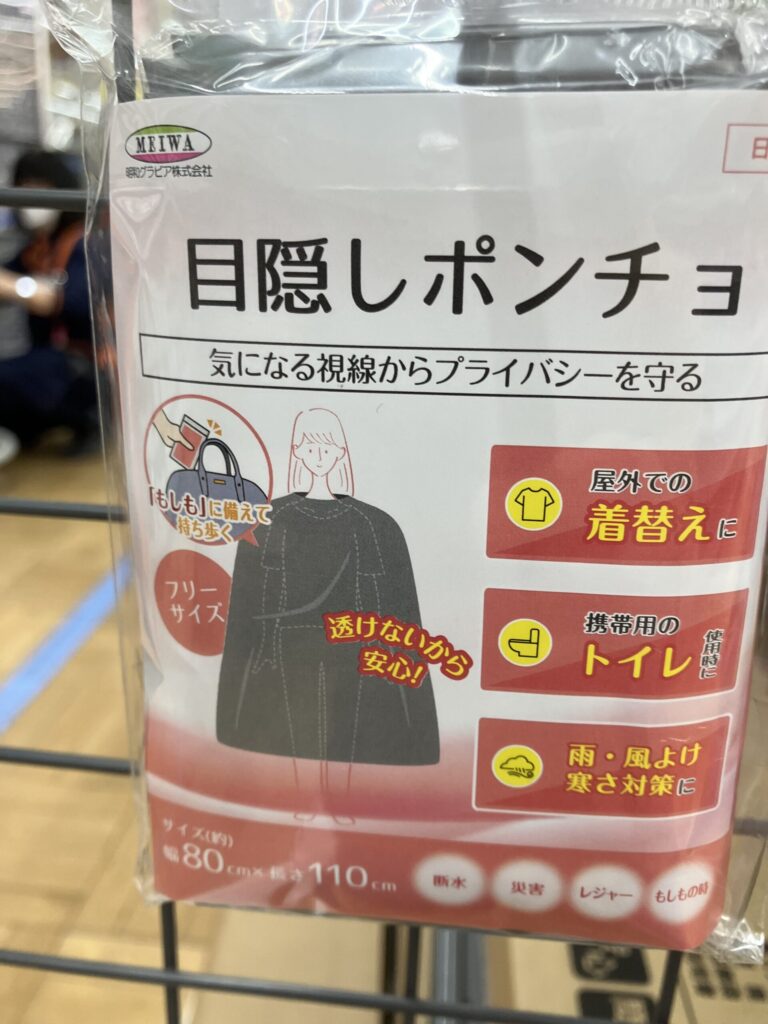 MEIWA
昭和グラビア株式会社
日
目隠しポンチョ
気になる視線からプライバシーを守る
「もしも」に備えて
持ち歩く
フリー
サイズ
透けないから
安心!
屋外での
着替えに
携帯用の
トイレ使用時に
雨・風よけ
寒さ対策に
サイズ(約)
幅80cm×長さ110cm
断水
災害
レジャー
もしもの時